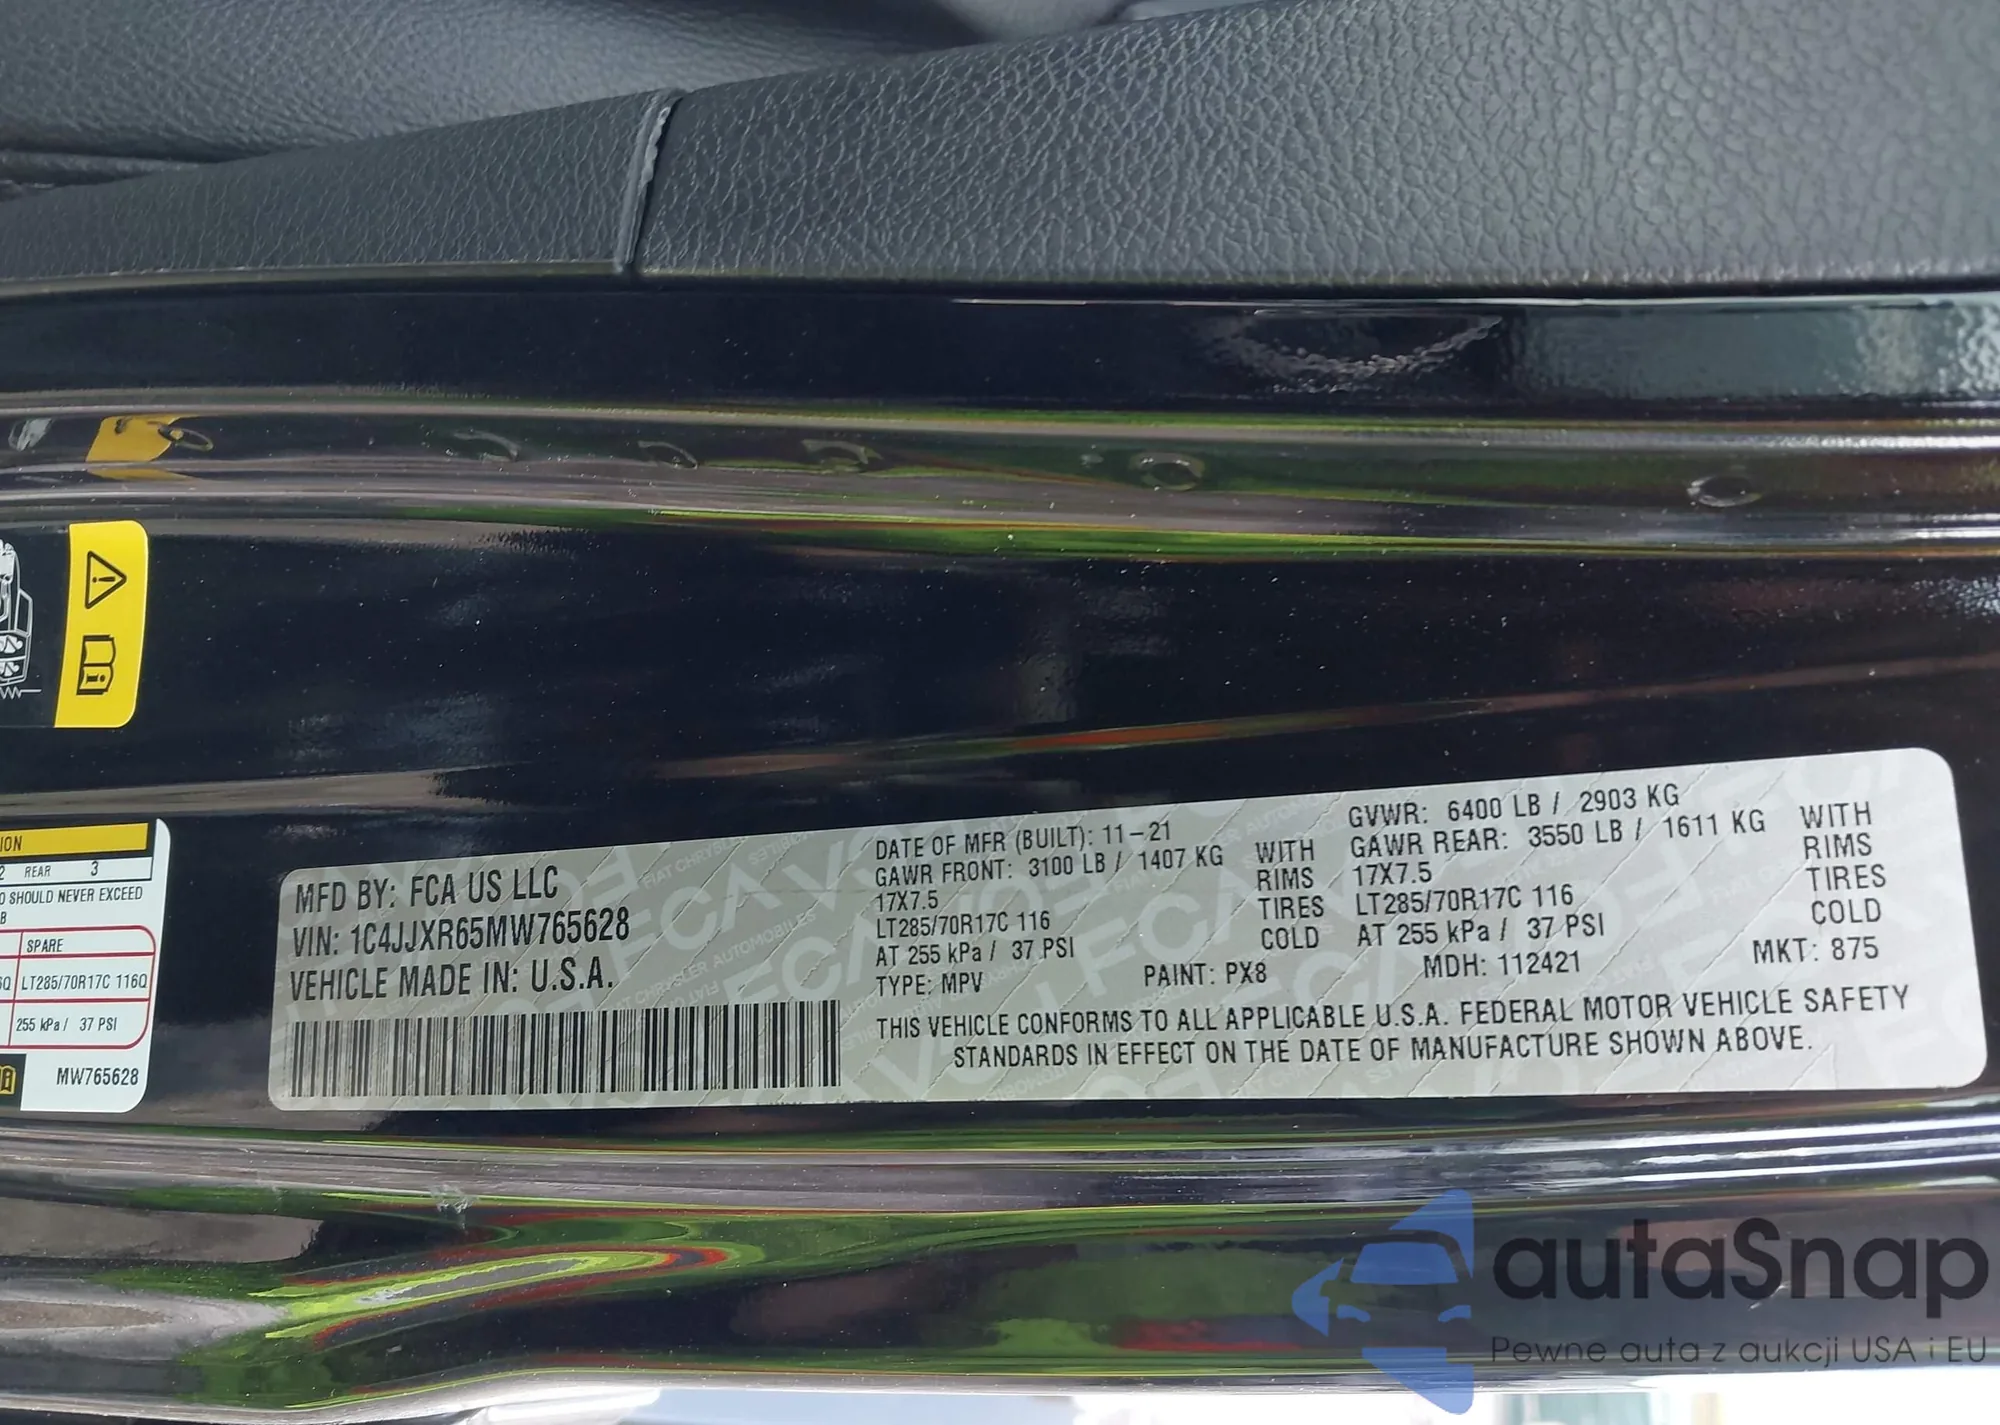 ION
2 REAR 3
O SHOULD NEVER EXCEED
B
SPARE
6Q LT285/70R17C 116Q
255 kPa / 37 PSI
MW765628
MFD BY: FCA US LLC
VIN: 1C4JJXR65MW765628
VEHICLE MADE IN: U.S.A.
DATE OF MFR (BUILT): 11-21
GAWR FRONT: 3100 LB / 1407 KG WITH
17X7.5 RIMS
LT285/70R17C 116 TIRES
AT 255 kPa / 37 PSI COLD
GVWR: 6400 LB / 2903 KG
GAWR REAR: 3550 LB / 1611 KG WITH
17X7.5 RIMS
LT285/70R17C 116 TIRES
AT 255 kPa / 37 PSI COLD
TYPE: MPV PAINT: PX8 MDH: 112421 MKT: 875
THIS VEHICLE CONFORMS TO ALL APPLICABLE U.S.A. FEDERAL MOTOR VEHICLE SAFETY
STANDARDS IN EFFECT ON THE DATE OF MANUFACTURE SHOWN ABOVE.
autaSnap
Pewne auta z aukcji USA i EU